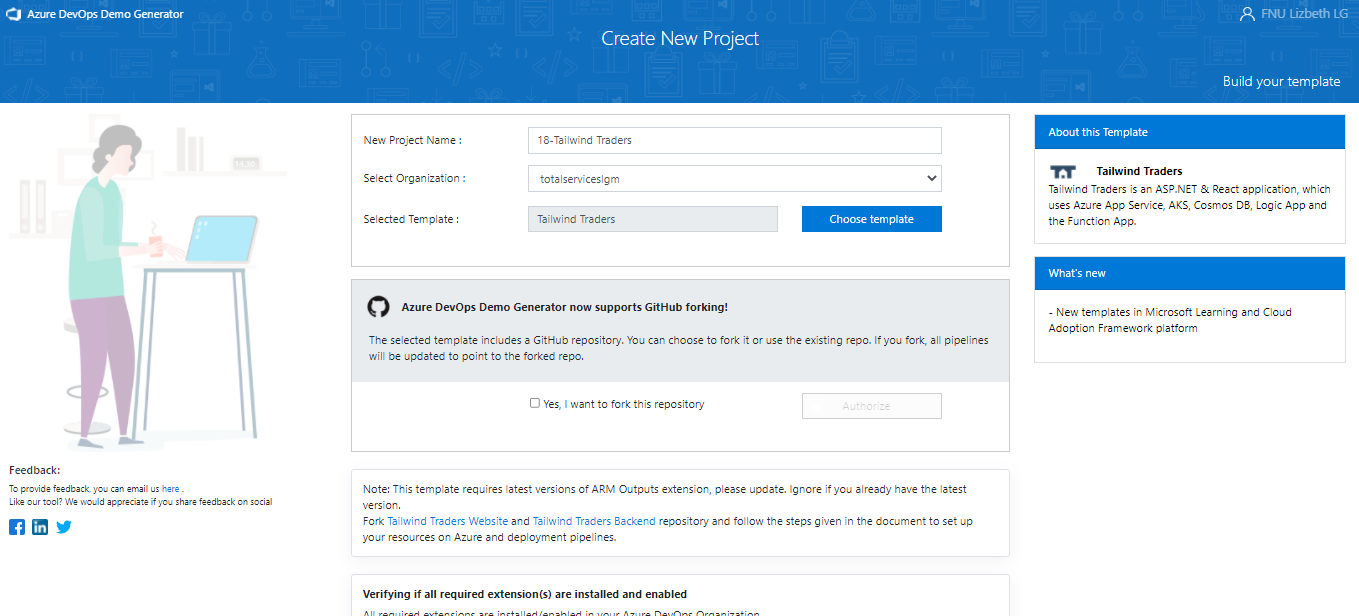 Azure DevOps Demo Generator
FNU Lizbeth LG
Create New Project
Build your template
New Project Name :
18-Tailwind Traders
Select Organization :
totalserviceslgm
Selected Template :
Tailwind Traders
Choose template
Azure DevOps Demo Generator now supports GitHub forking!
The selected template includes a GitHub repository. You can choose to fork it or use the existing repo. If you fork, all pipelines
will be updated to point to the forked repo.
Yes, I want to fork this repository
Authorize
Note: This template requires latest versions of ARM Outputs extension, please update. Ignore if you already have the latest
version.
Fork Tailwind Traders Website and Tailwind Traders Backend repository and follow the steps given in the document to set up
your resources on Azure and deployment pipelines.
Verifying if all required extension(s) are installed and enabled
All required extensions are installed/enabled in your Azure DevOps Organization.
About this Template
Tailwind Traders
Tailwind Traders is an ASP.NET & React application, which
uses Azure App Service, AKS, Cosmos DB, Logic App and
the Function App.
What's new
- New templates in Microsoft Learning and Cloud
Adoption Framework platform
Feedback:
To provide feedback, you can email us here .
Like our tool? We would appreciate if you share feedback on social